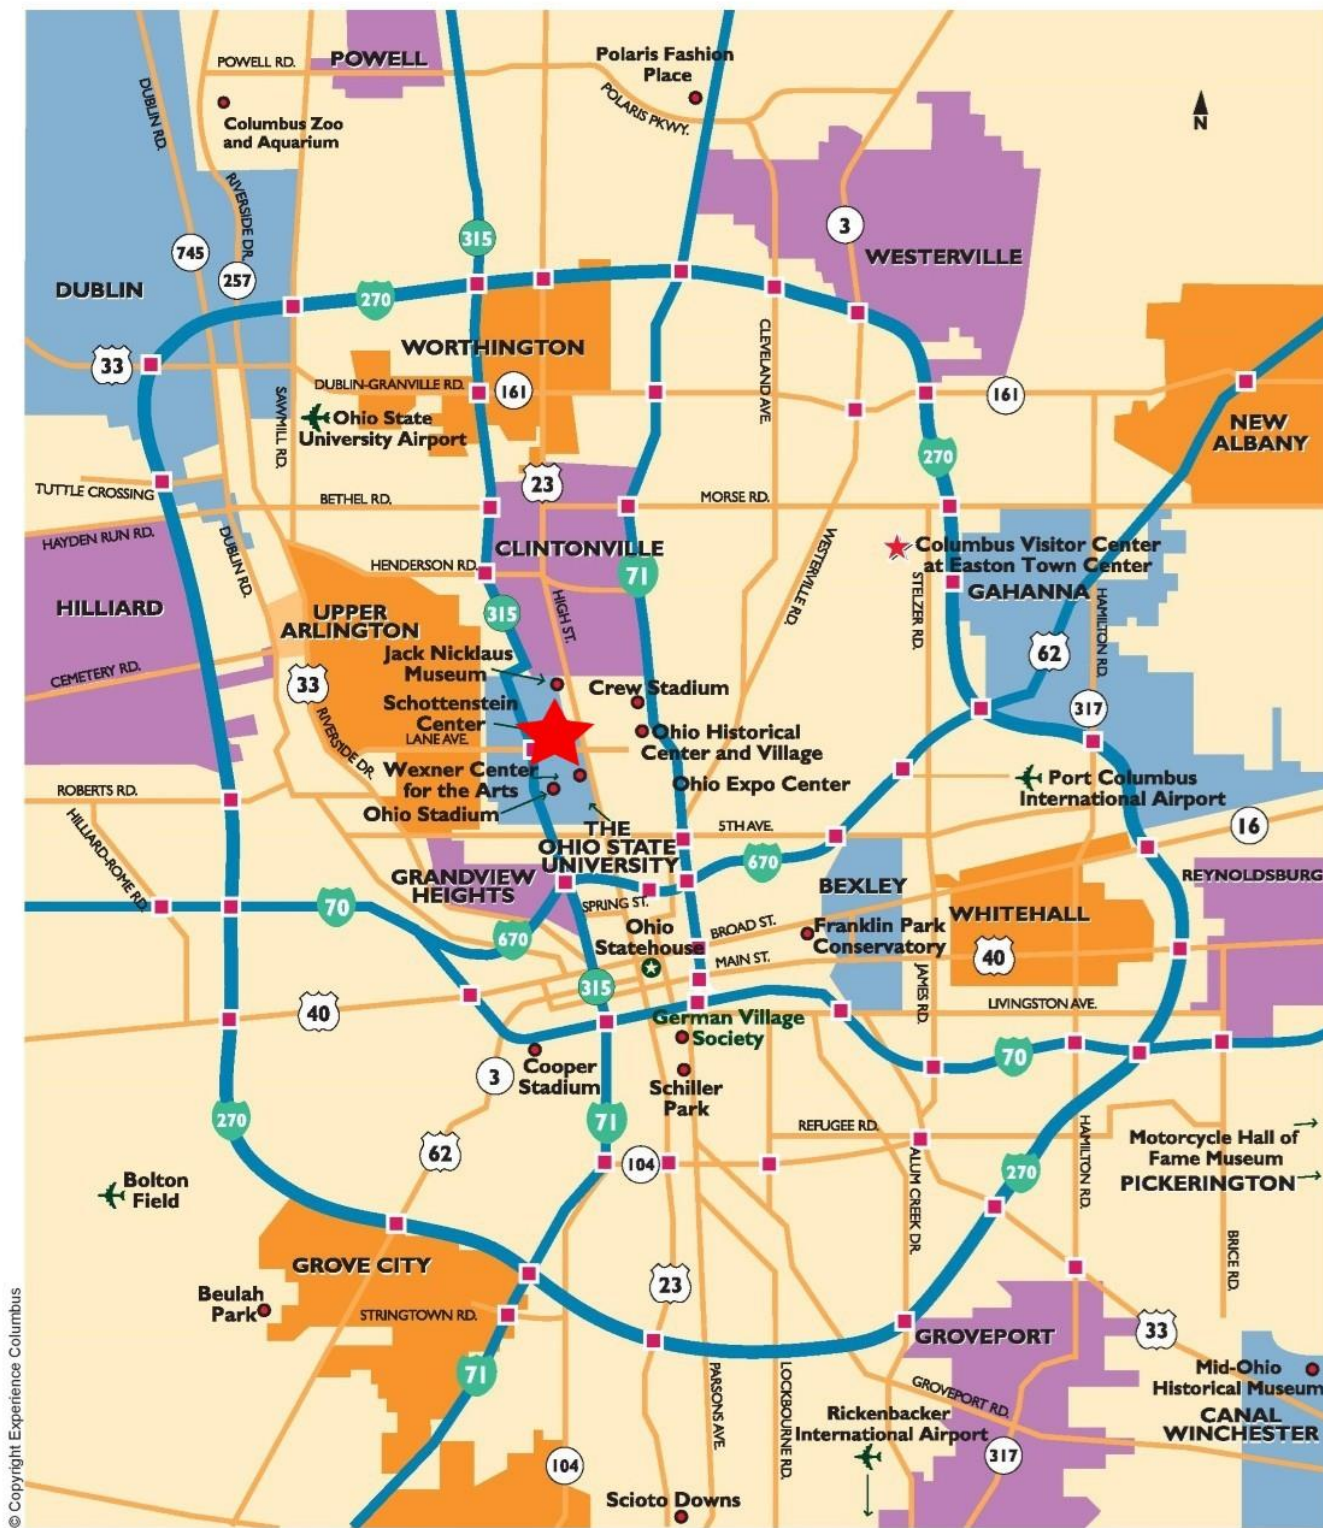 POWELL RD.
POWELL
Polaris Fashion
Place
POLARIS PKWY.
DUBLIN RD.
Columbus Zoo
and Aquarium
N
RIVERSIDE DR.
745
257
315
3
WESTERVILLE
DUBLIN
270
33
WORTHINGTON
DUBLIN-GRANVILLE RD.
161
CLEVELAND AVE.
161
SAWMILL RD.
Ohio State
University Airport
NEW
ALBANY
270
23
TUTTLE CROSSING
BETHEL RD.
MORSE RD.
HAYDEN RUN RD.
DUBLIN RD.
CLINTONVILLE
WESTERVILLE RD.
Columbus Visitor Center
at Easton Town Center
HENDERSON RD.
71
STELZER RD.
GAHANNA
HAMILTON RD.
HILLIARD
UPPER
ARLINGTON
315
HIGH ST.
62
Jack Nicklaus
Museum
CEMETERY RD.
33
Crew Stadium
Schottenstein
Center
317
RIVERSIDE DR.
LANE AVE.
Ohio Historical
Center and Village
Wexner Center
for the Arts
Ohio Expo Center
Port Columbus
International Airport
ROBERTS RD.
HILLIARD-ROME RD.
Ohio Stadium
THE
OHIO STATE
UNIVERSITY
5TH AVE.
16
670
GRANDVIEW
HEIGHTS
BEXLEY
REYNOLDSBURG
70
SPRING ST.
WHITEHALL
670
Ohio
Statehouse
BROAD ST.
Franklin Park
Conservatory
MAIN ST.
40
JAMES RD.
315
40
LIVINGSTON AVE.
German Village
Society
70
Cooper
Stadium
3
Schiller
Park
270
71
REFUGEE RD.
HAMILTON RD.
Motorcycle Hall of
Fame Museum
62
104
ALUM CREEK DR.
270
PICKERINGTON
Bolton
Field
BRICE RD.
GROVE CITY
23
Beulah
Park
STRINGTOWN RD.
GROVEPORT
33
71
PARSONS AVE.
LOCKBOURNE RD.
Mid-Ohio
Historical Museum
GROVEPORT RD.
Rickenbacker
International Airport
CANAL
WINCHESTER
317
104
Scioto Downs
© Copyright Experience Columbus